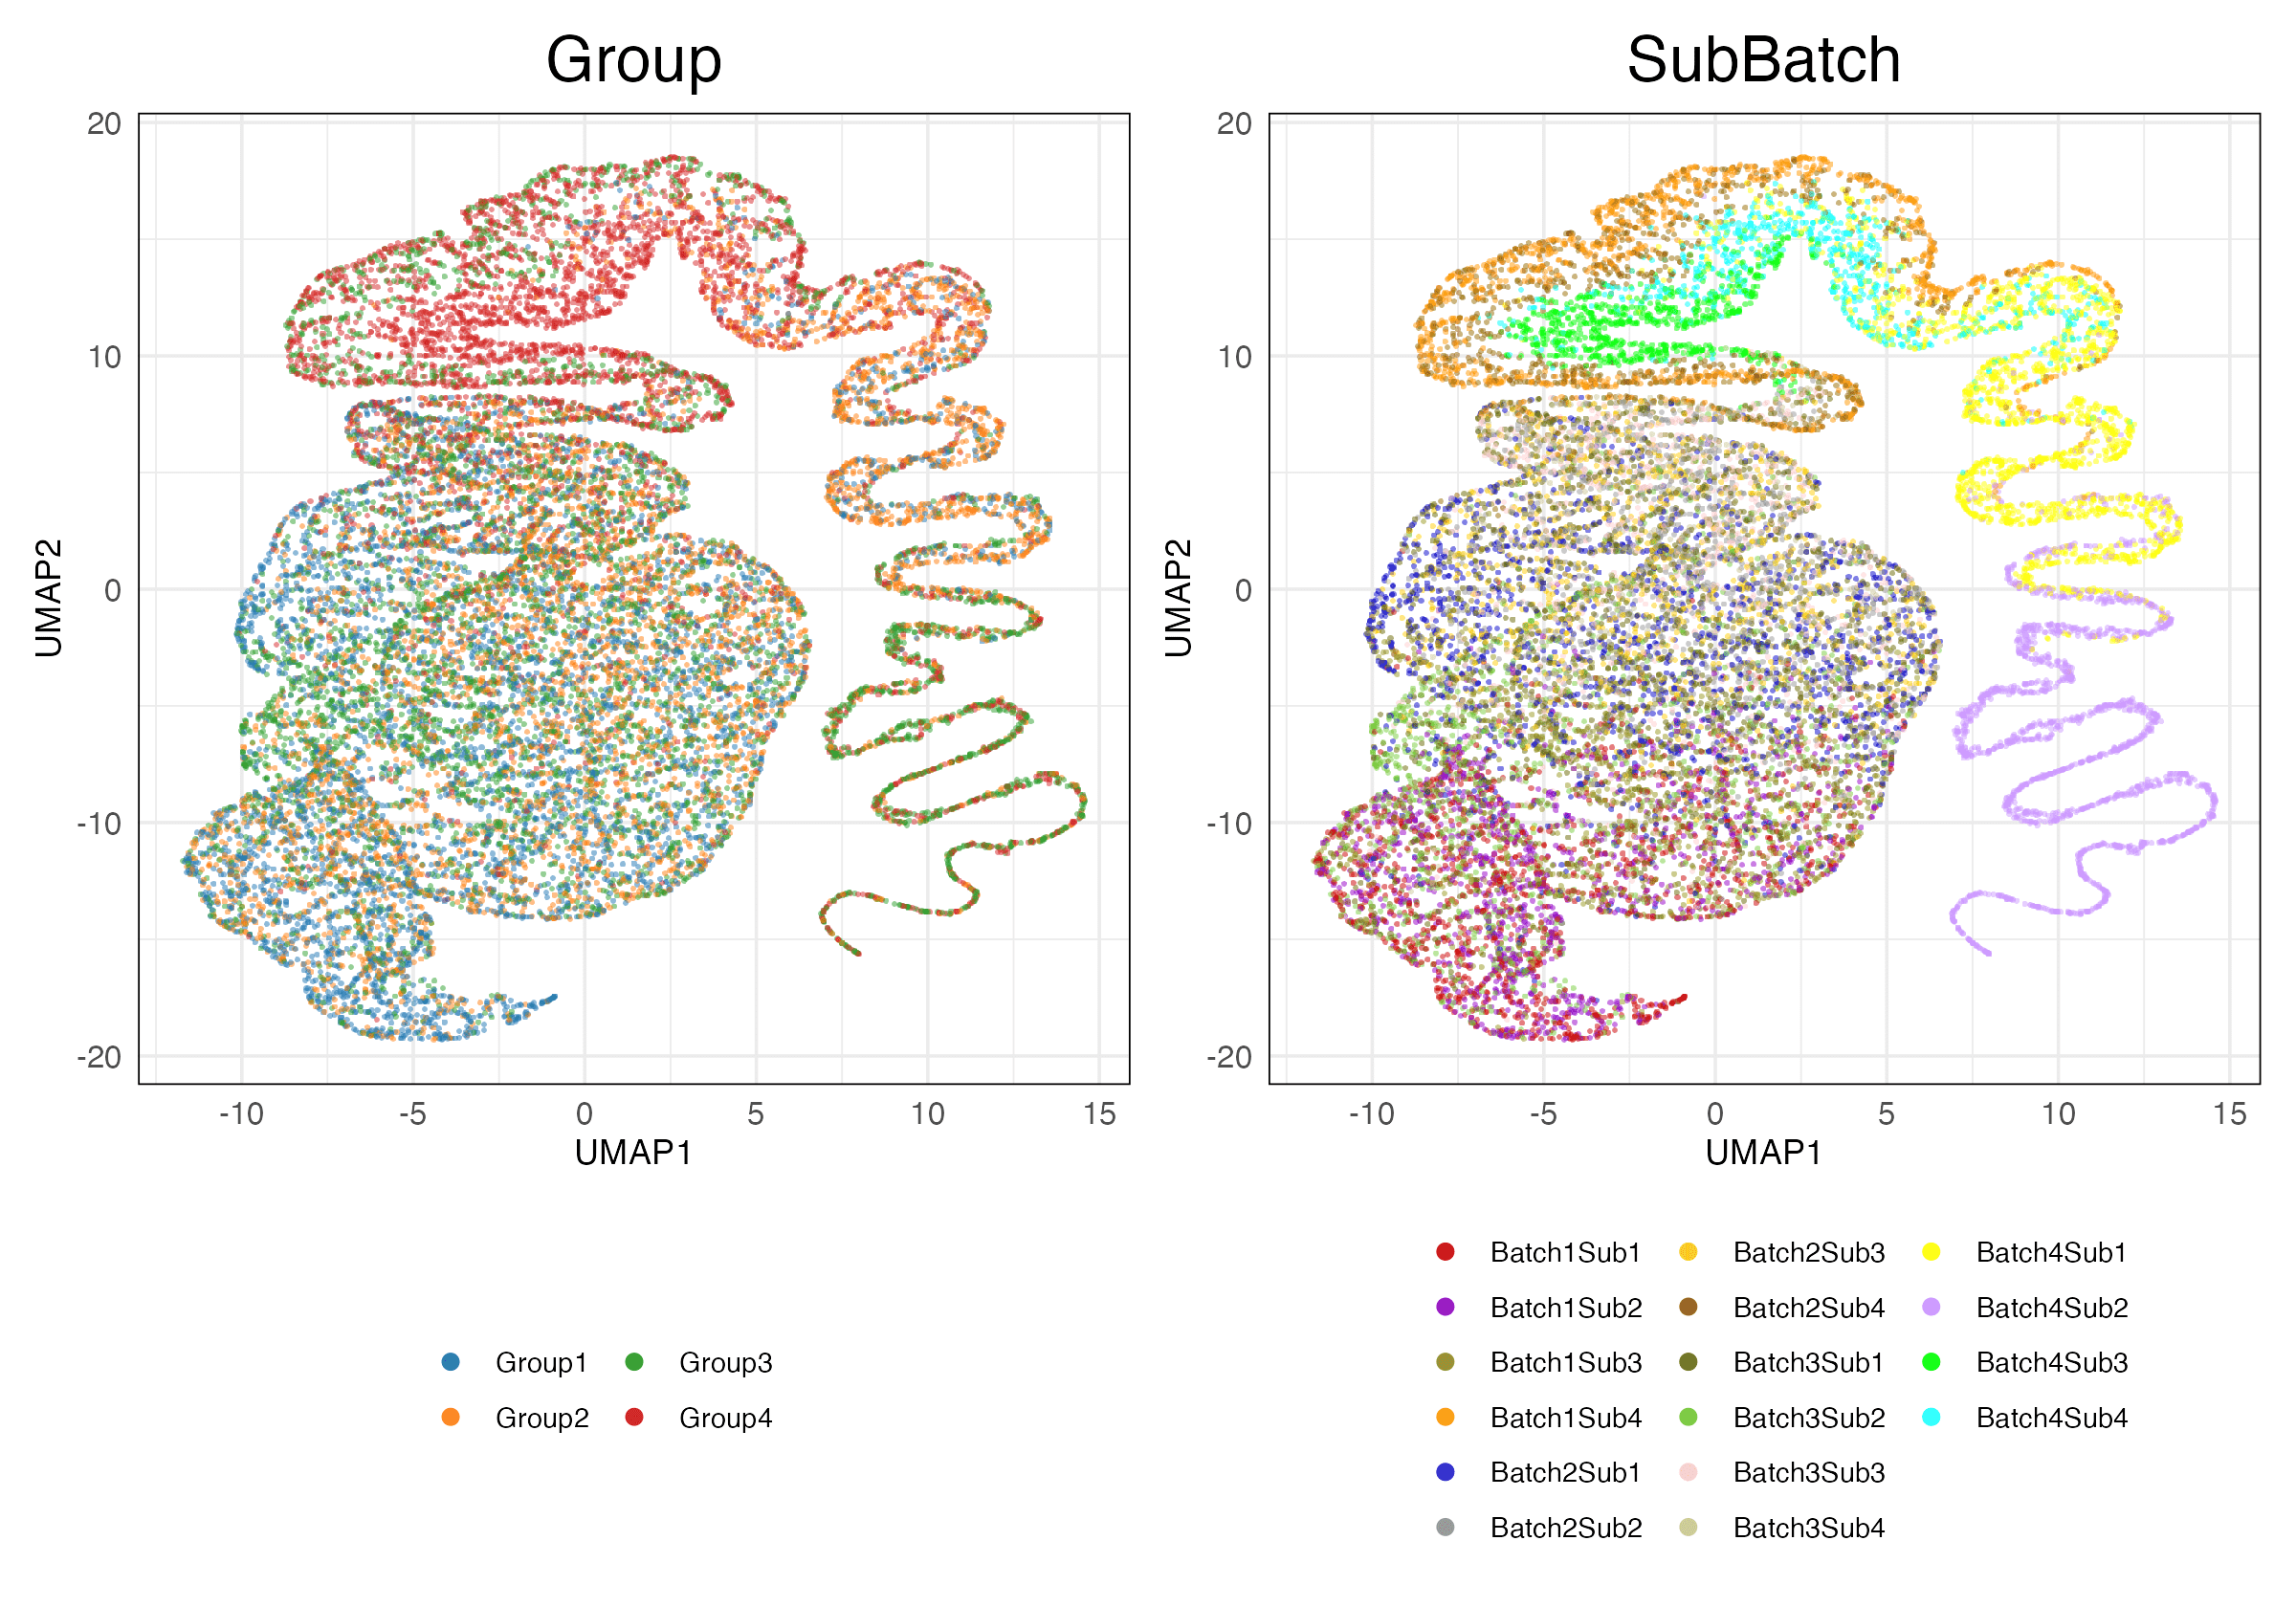 Group
SubBatch
20
10
0
-10
-20
UMAP2
-10 -5 0 5 10 15
UMAP1
20
10
0
-10
-20
UMAP2
-10 -5 0 5 10 15
UMAP1
Group1 Group3
Group2 Group4
Batch1Sub1 Batch2Sub3 Batch4Sub1
Batch1Sub2 Batch2Sub4 Batch4Sub2
Batch1Sub3 Batch3Sub1 Batch4Sub3
Batch1Sub4 Batch3Sub2 Batch4Sub4
Batch2Sub1 Batch3Sub3
Batch2Sub2 Batch3Sub4